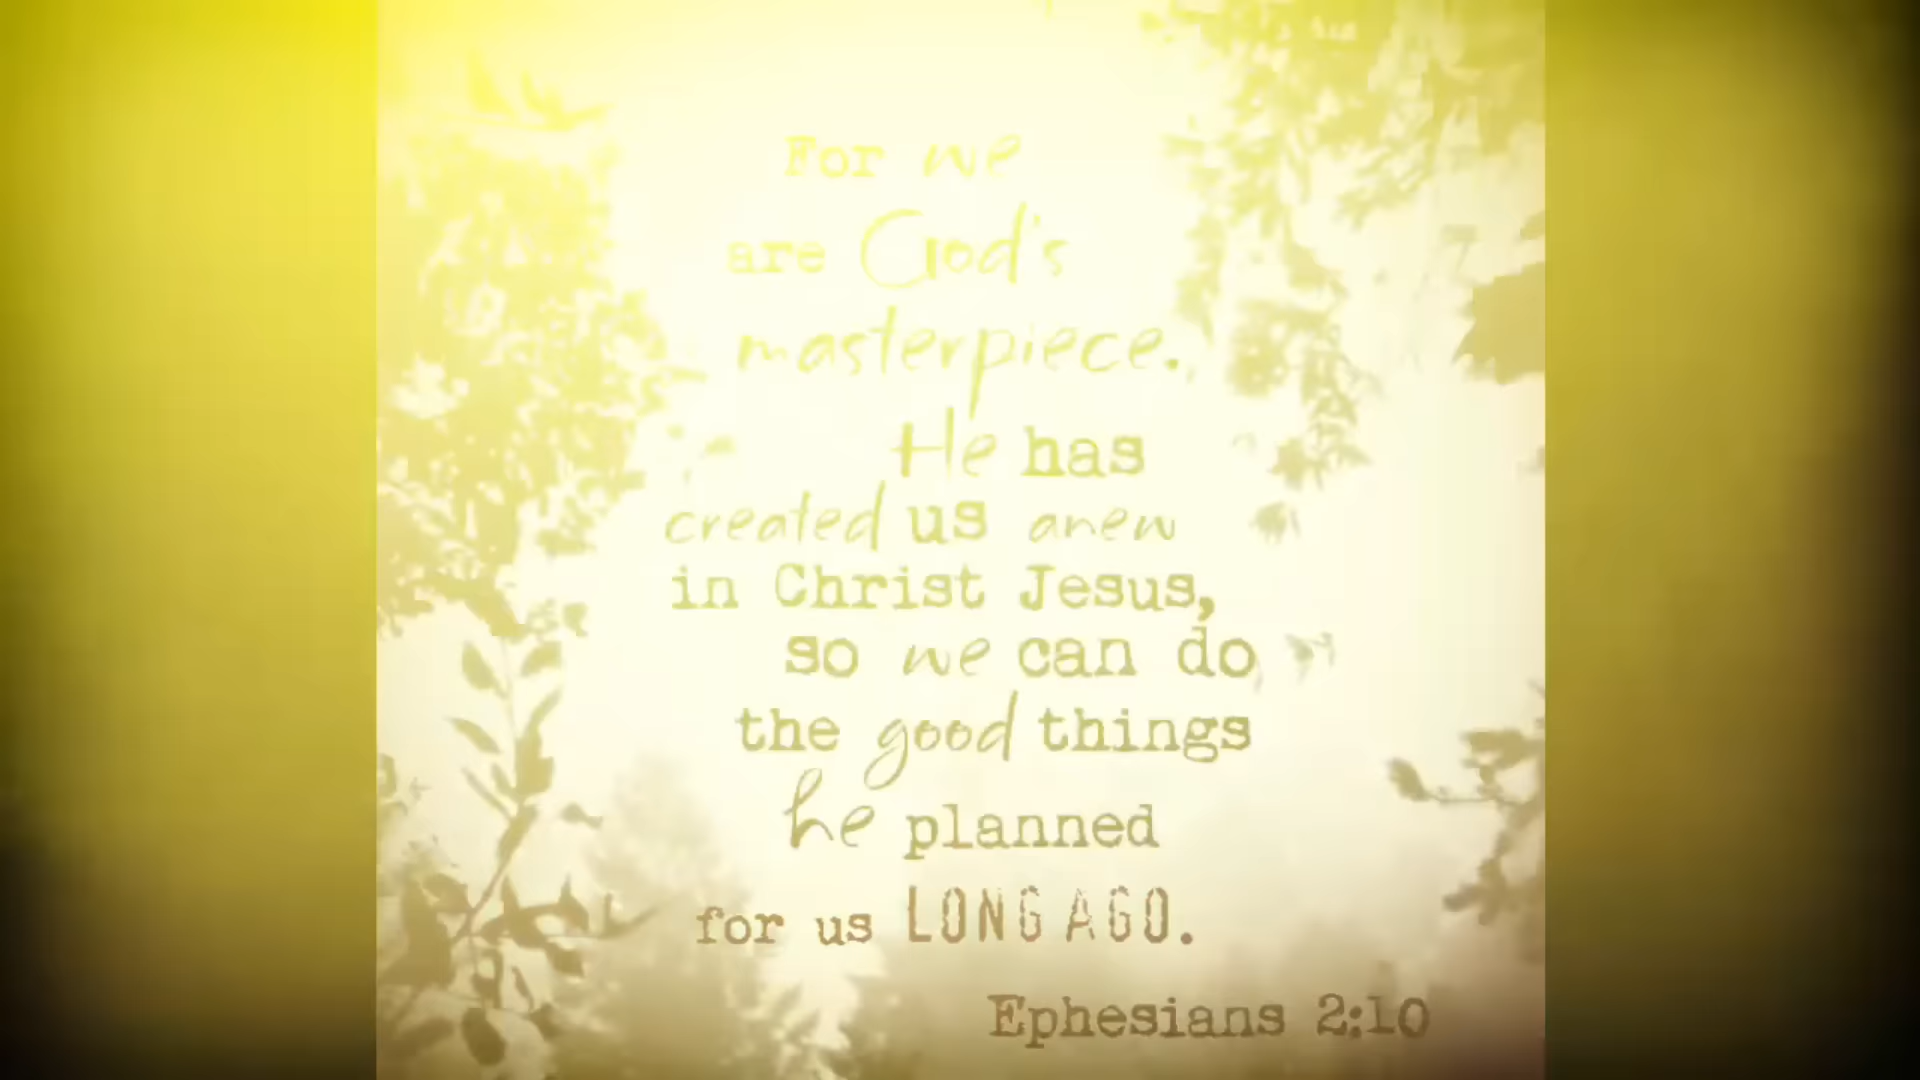 For we
are God's
masterpiece.
He has
created us anew
in Christ Jesus,
so we can do
the good things
he planned
for us LONG AGO.
Ephesians 2:10